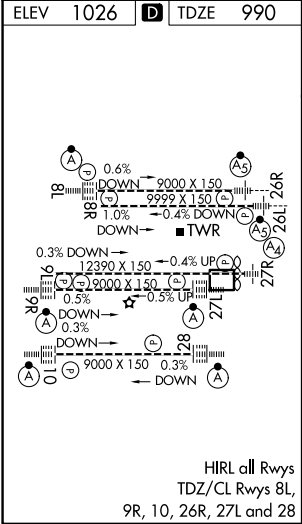 ELEV 1026 D TDZE 990
A P 0.6% A5
DOWN → 9000 X 150
8L 26R
8R P 9999 X 150 P 26L
1.0% ←0.4% DOWN P
DOWN → TWR A5
A4
0.3% DOWN →
←0.4% UP P
9L 12390 X 150 27R
9R P P 9000 X 150 P 27L
0.5% ←0.5% UP
A DOWN → A
0.3%
DOWN → P 28
10 P 9000 X 150 0.3%
A ← DOWN A
HIRL all Rwys
TDZ/CL Rwys 8L,
9R, 10, 26R, 27L and 28